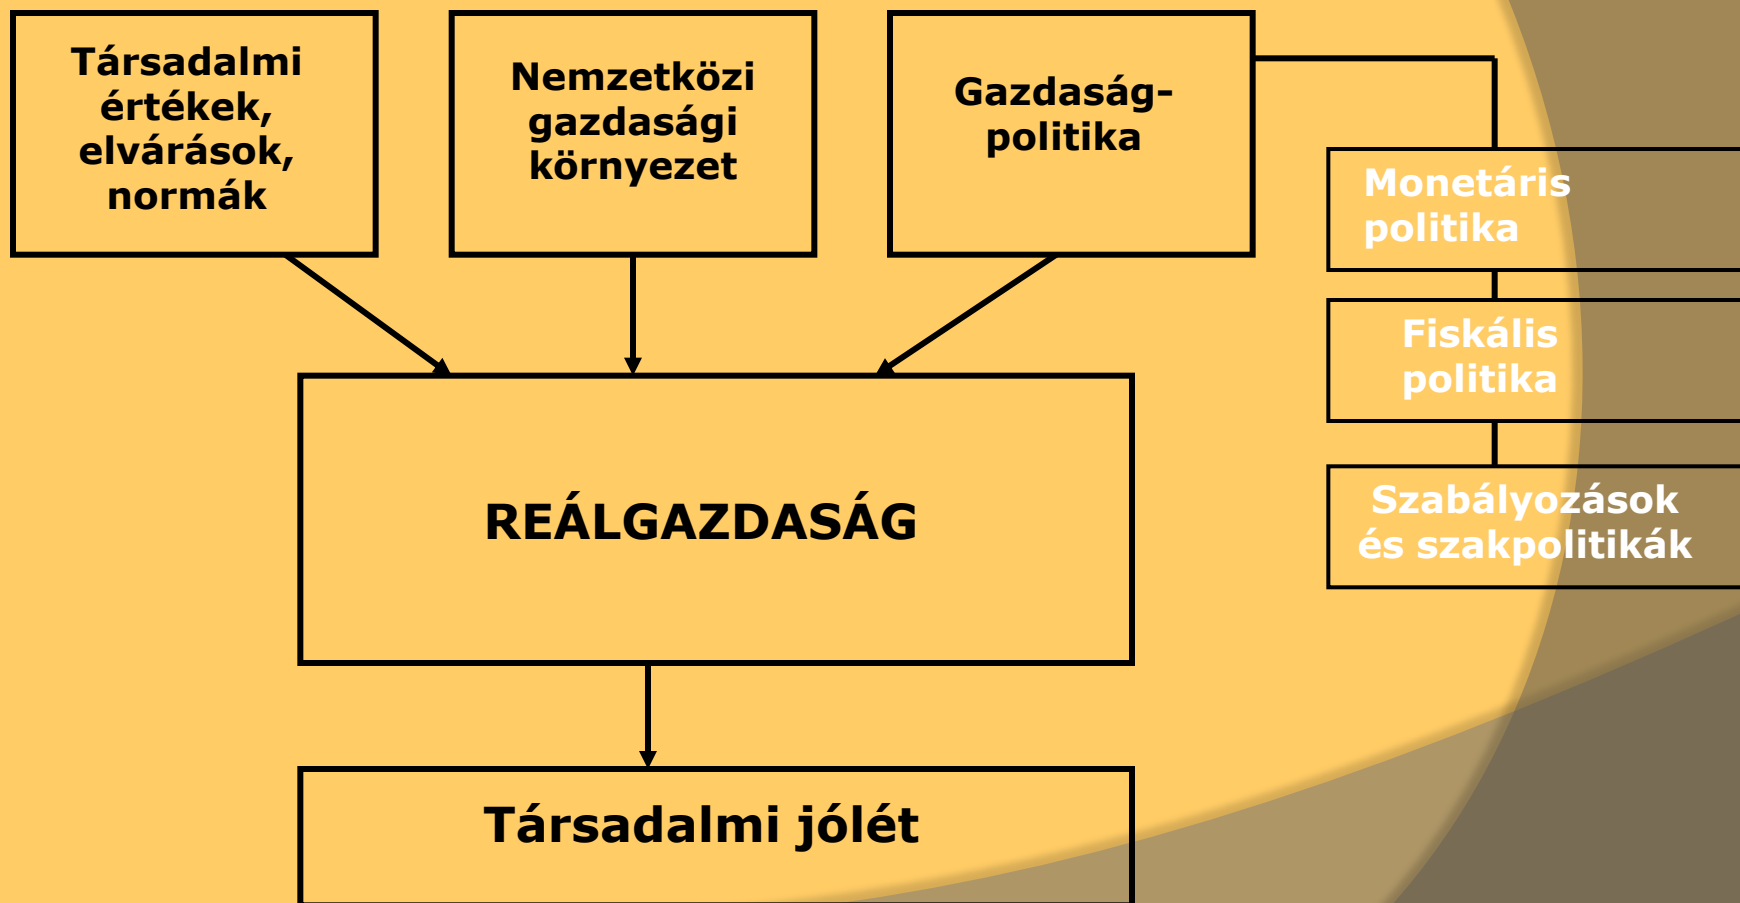 Társadalmi
értékek,
elvárások,
normák
Nemzetközi
gazdasági
környezet
Gazdaság-
politika
Monetáris
politika
Fiskális
politika
Szabályozások
és szakpolitikák
REÁLGAZDASÁG
Társadalmi jólét